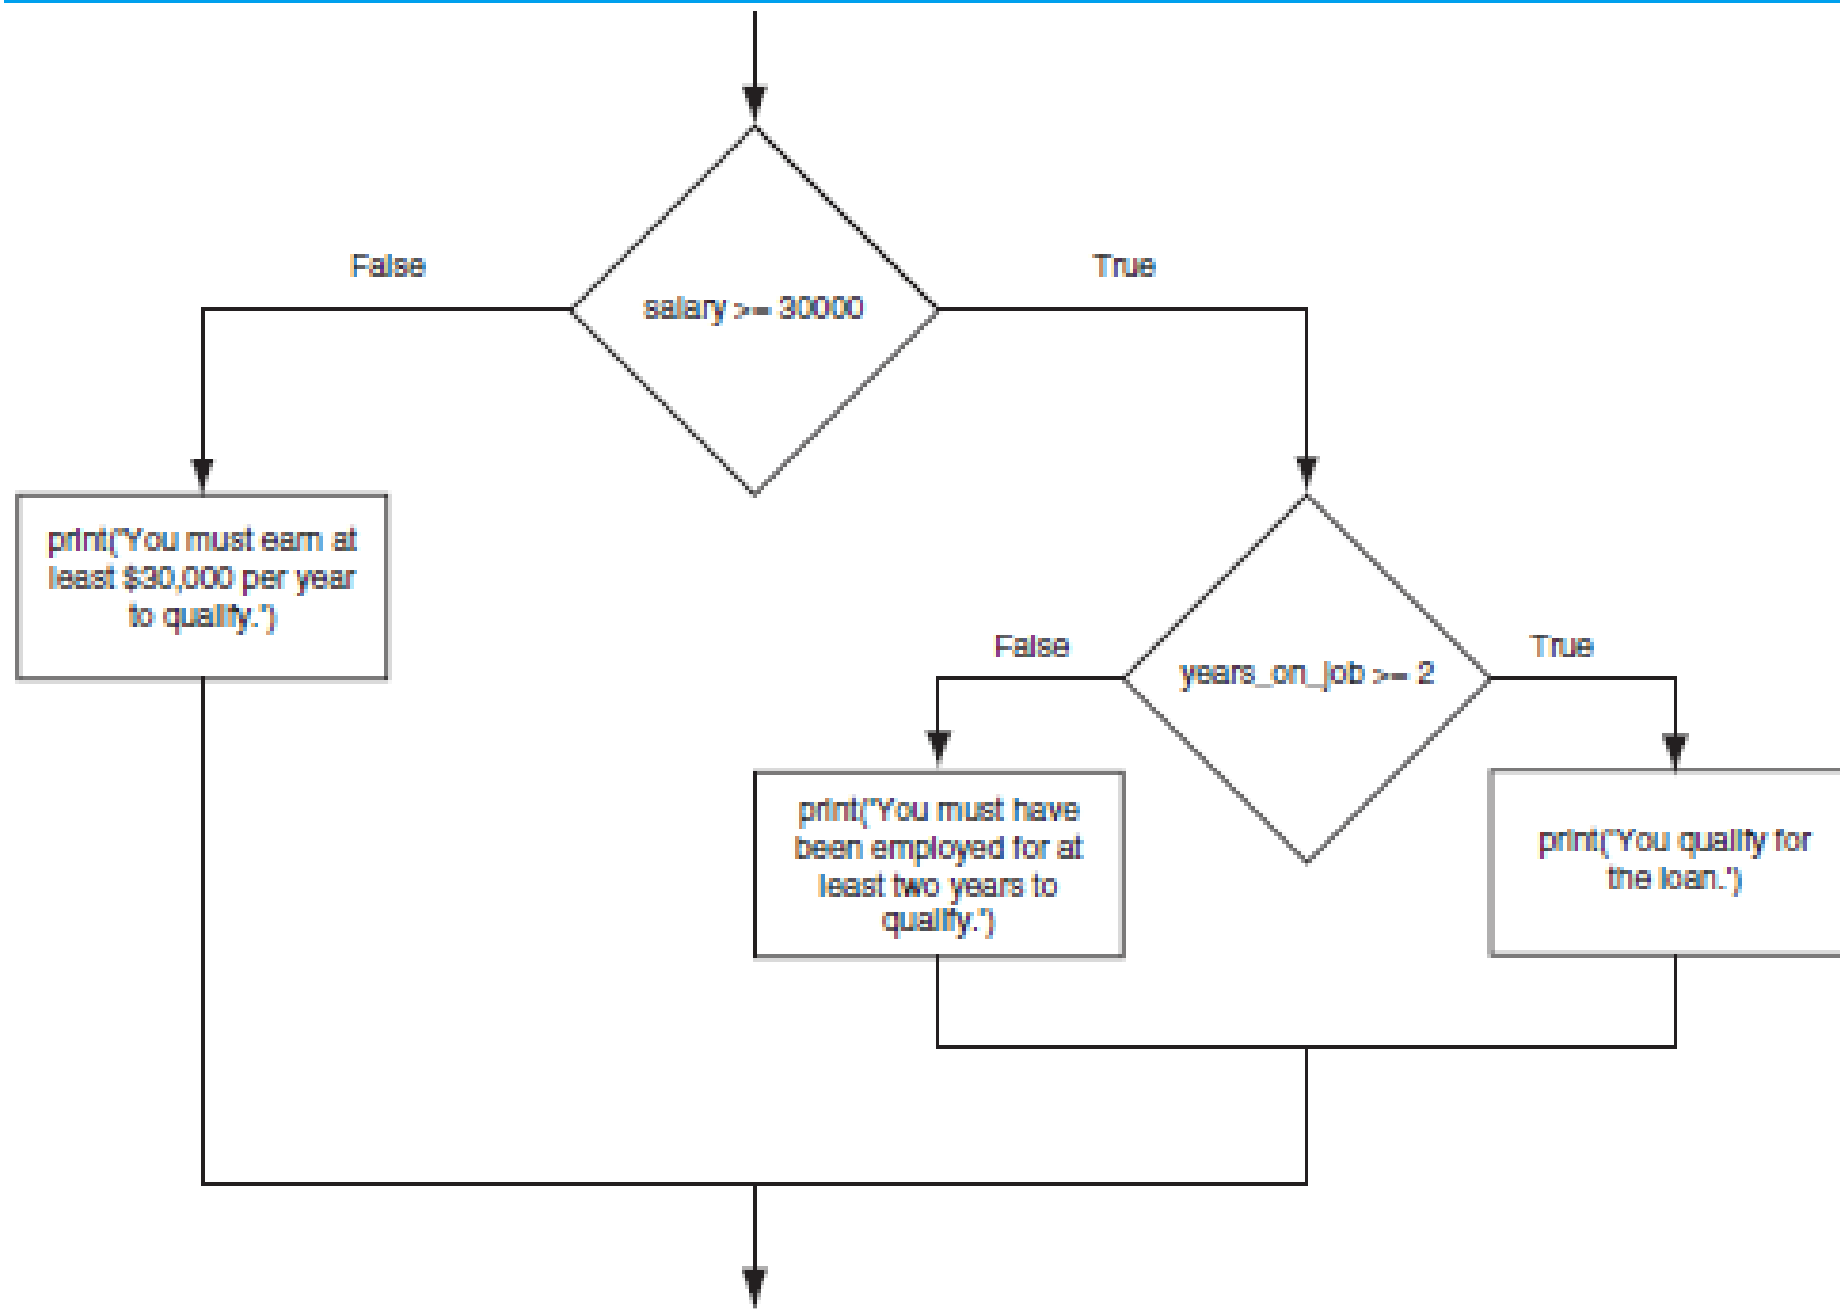 False
True
salary >= 30000
print("You must earn at
least $30,000 per year
to qualify.")
False
True
years_on_job >= 2
print("You must have
been employed for at
least two years to
qualify.")
print("You qualify for
the loan.")